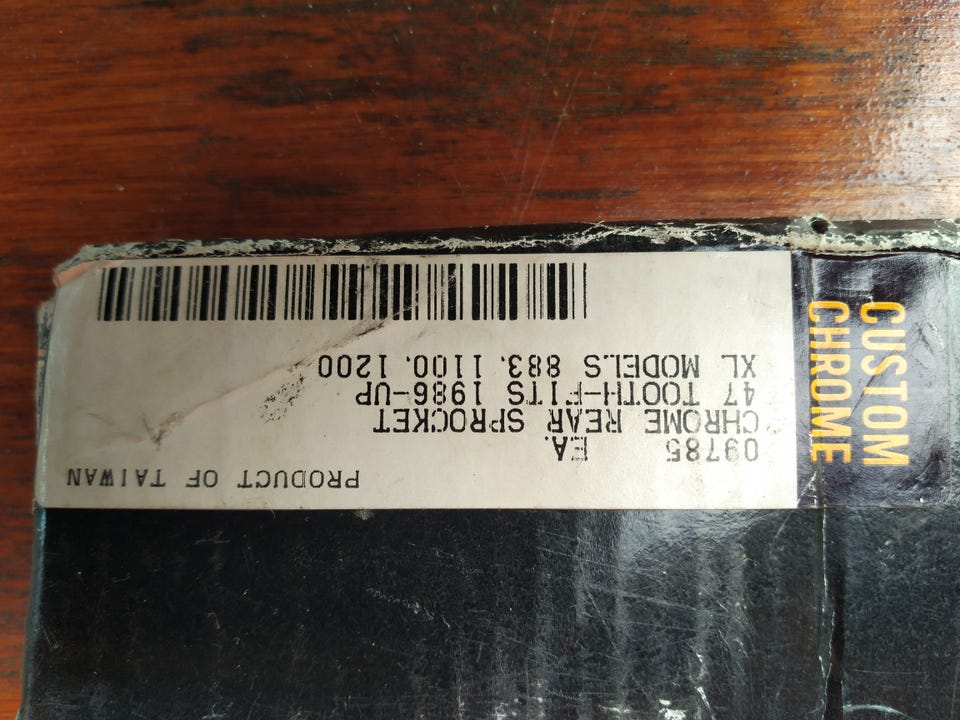 PRODUCT OF TAIWAN
09785 EA.
CHROME REAR SPROCKET
47 TOOTH-FITS 1986-UP
XL MODELS 883, 1100, 1200
CUSTOM
CHROME